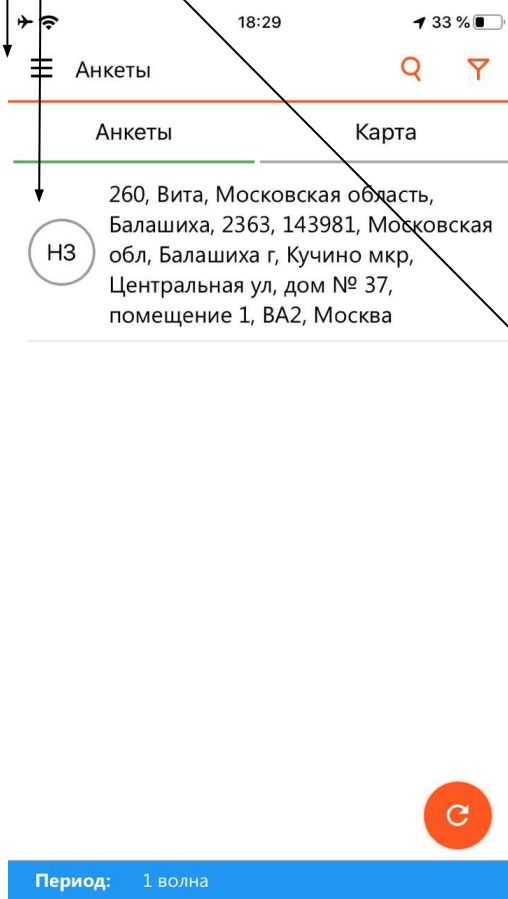 18:29
33 %
Анкеты
Анкеты
Карта
260, Вита, Московская область,
Балашиха, 2363, 143981, Московская
НЗ
обл, Балашиха г, Кучино мкр,
Центральная ул, дом № 37,
помещение 1, ВА2, Москва
Период: 1 волна